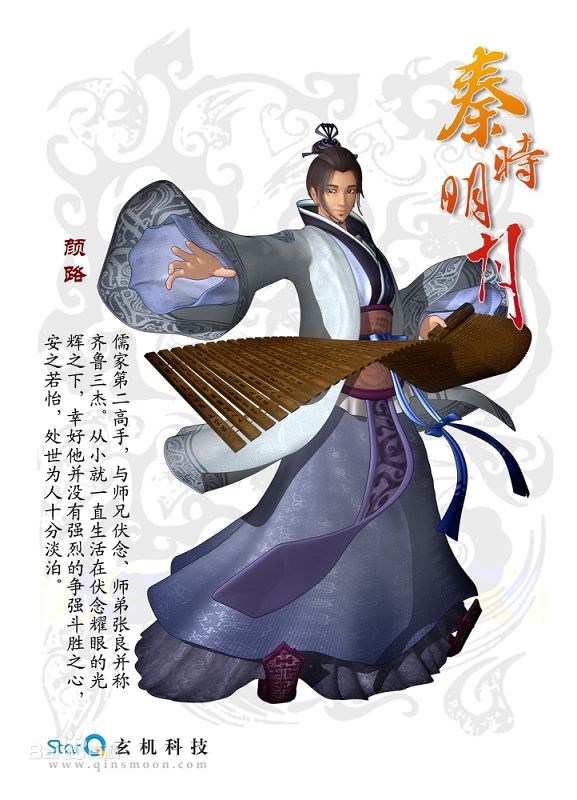 秦時明月
颜路
儒家第二高手，与师兄伏念、师弟张良并称
齐鲁三杰。从小就一直生活在伏念耀眼的光
辉之下，幸好他并没有强烈的争强斗胜之心，
安之若怡，处世为人十分淡泊。
StarQ 玄机科技
www.qinsmoon.com